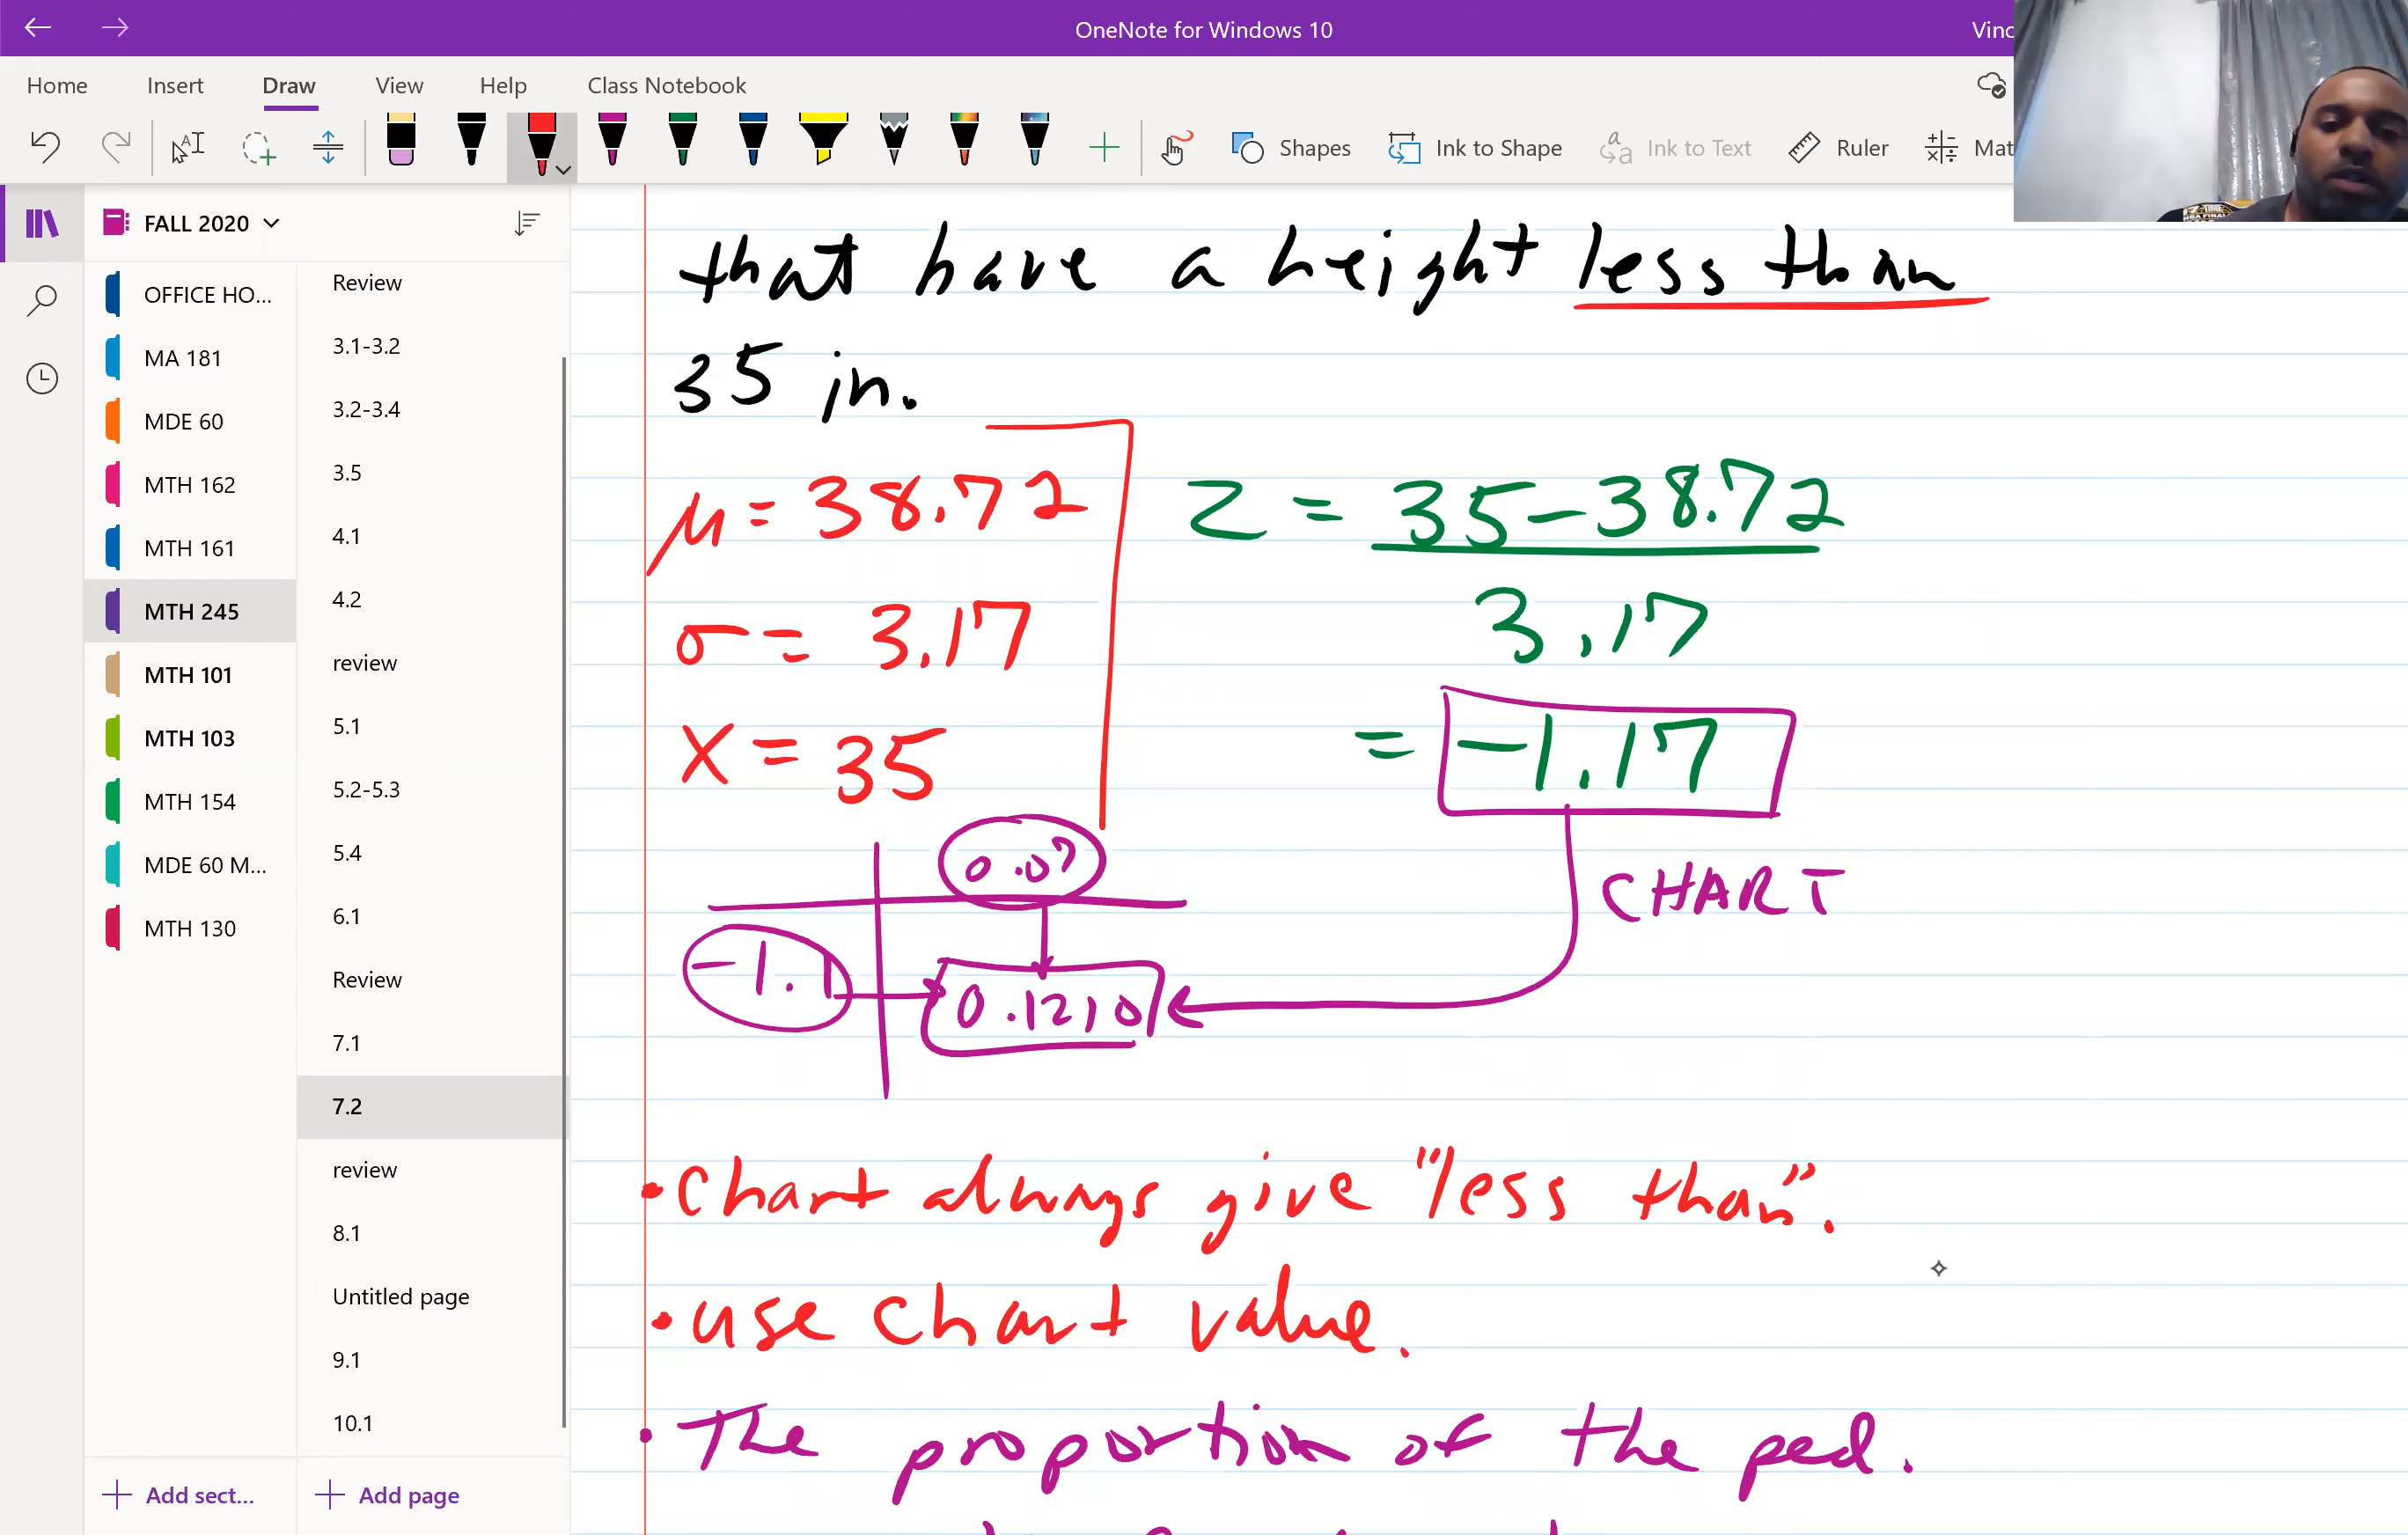 OneNote for Windows 10
Vinc
Home Insert Draw View Help Class Notebook
Shapes Ink to Shape Ink to Text Ruler Mat
FALL 2020
OFFICE HO...
MA 181
MDE 60
MTH 162
MTH 161
MTH 245
MTH 101
MTH 103
MTH 154
MDE 60 M...
MTH 130
Add sect...
Review
3.1-3.2
3.2-3.4
3.5
4.1
4.2
review
5.1
5.2-5.3
5.4
6.1
Review
7.1
7.2
review
8.1
Untitled page
9.1
10.1
Add page
that have a height less than
35 in.
μ = 38.72
σ = 3.17
x = 35
z = 35-38.72
3.17
= -1.17
CHART
0.07
-1.1 0.1210
• Chart always give "less than".
• use chart value.
• The proportion of the ped.